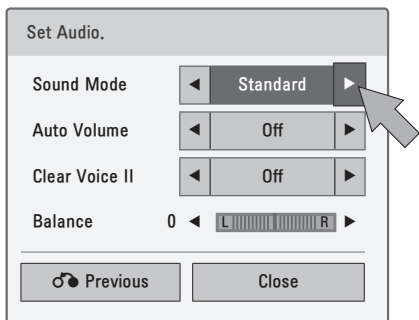 Set Audio.
Sound Mode ◀ Standard ▶
Auto Volume ◀ Off ▶
Clear Voice II ◀ Off ▶
Balance 0 ◀ L R ▶
Previous Close